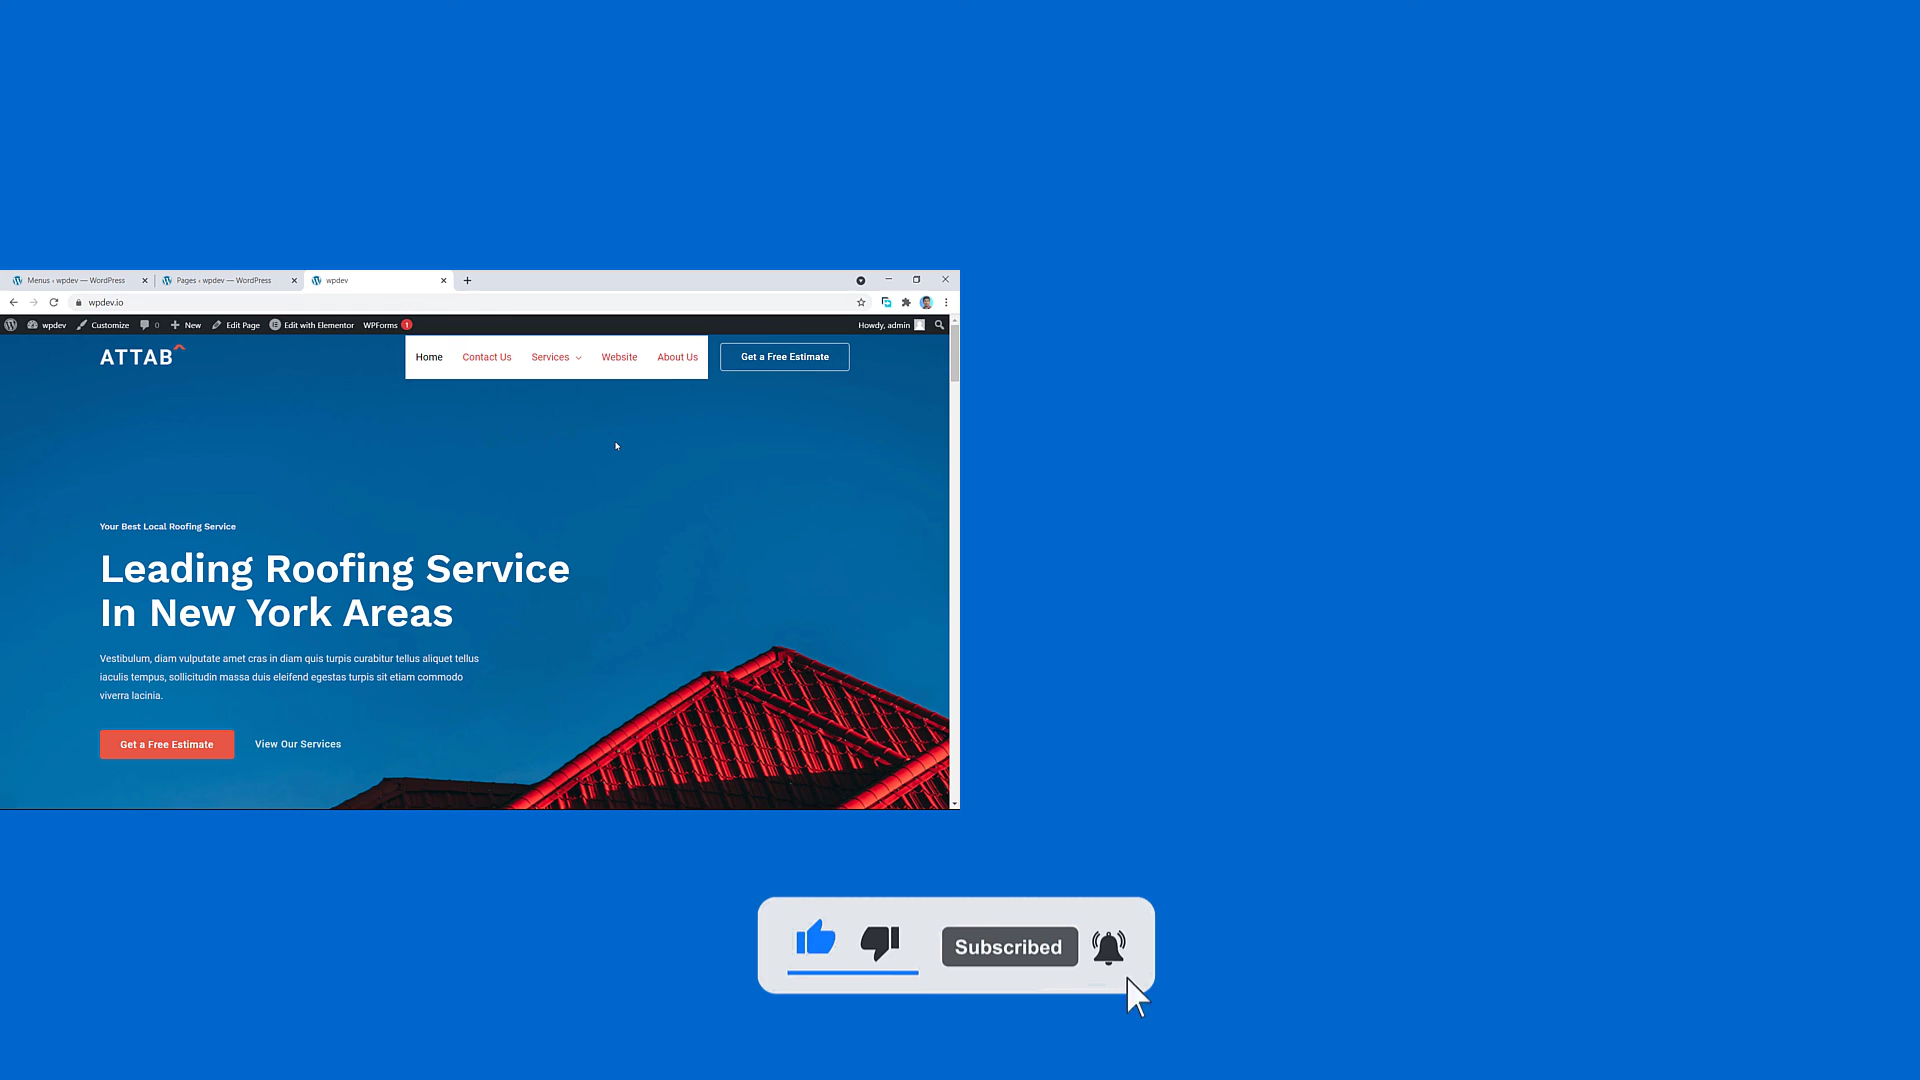 Menus ‹ wpdev — WordPress
Pages ‹ wpdev — WordPress
wpdev
wpdev.io
wpdev
Customize
0
New
Edit Page
Edit with Elementor
WPForms 1
Howdy, admin
ATTAB
Home
Contact Us
Services
Website
About Us
Get a Free Estimate
Your Best Local Roofing Service
Leading Roofing Service
In New York Areas
Vestibulum, diam vulputate amet cras in diam quis turpis curabitur tellus aliquet tellus
iaculis tempus, sollicitudin massa duis eleifend egestas turpis sit etiam commodo
viverra lacinia.
Get a Free Estimate
View Our Services
Subscribed